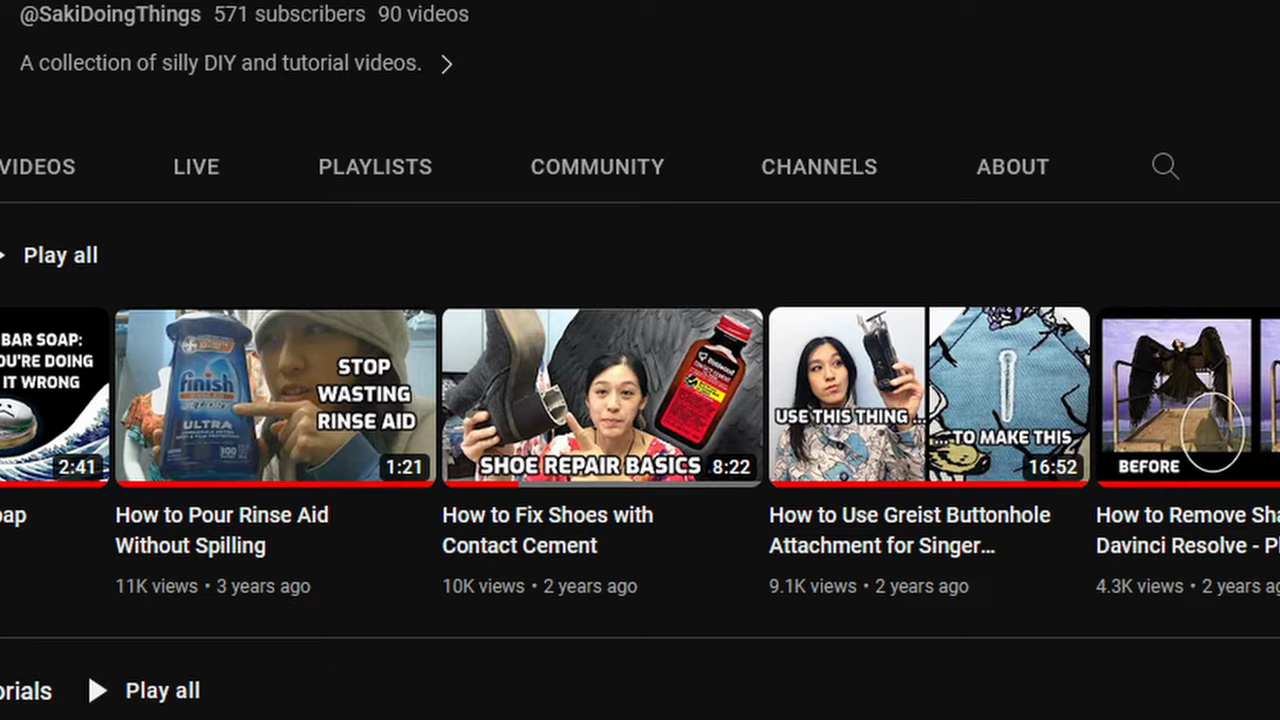 @SakiDoingThings 571 subscribers 90 videos
A collection of silly DIY and tutorial videos.
VIDEOS LIVE PLAYLISTS COMMUNITY CHANNELS ABOUT
Play all
BAR SOAP:
OU'RE DOING
IT WRONG
2:41
finish
ULTRA
100
STOP
WASTING
RINSE AID
1:21
SHOE REPAIR BASICS
8:22
USE THIS THING ...
...TO MAKE THIS
16:52
BEFORE
oap
How to Pour Rinse Aid
Without Spilling
11K views • 3 years ago
How to Fix Shoes with
Contact Cement
10K views • 2 years ago
How to Use Greist Buttonhole
Attachment for Singer...
9.1K views • 2 years ago
How to Remove Sha
Davinci Resolve - Pl
4.3K views • 2 years ag
orials
Play all